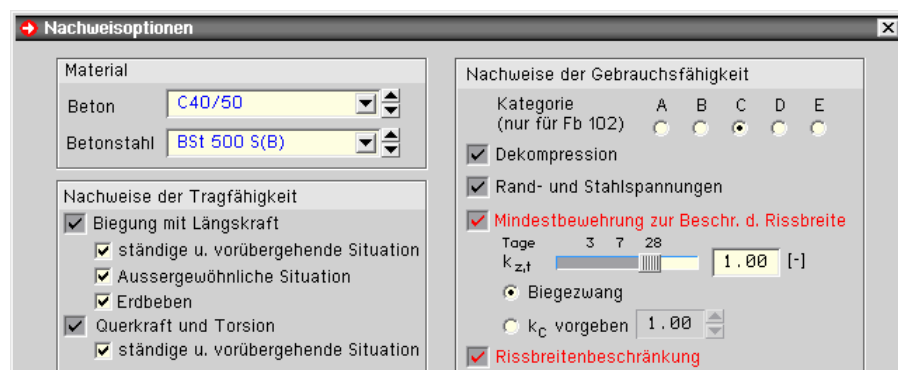 Nachweisoptionen
Material
Beton C40/50
Betonstahl BSt 500 S(B)
Nachweise der Tragfähigkeit
Biegung mit Längskraft
ständige u. vorübergehende Situation
Aussergewöhnliche Situation
Erdbeben
Querkraft und Torsion
ständige u. vorübergehende Situation
Nachweise der Gebrauchsfähigkeit
Kategorie A B C D E
(nur für Fb 102)
Dekompression
Rand- und Stahlspannungen
Mindestbewehrung zur Beschr. d. Rissbreite
Tage 3 7 28
kz,t 1.00 [-]
Biegezwang
kc vorgeben 1.00
Rissbreitenbeschränkung